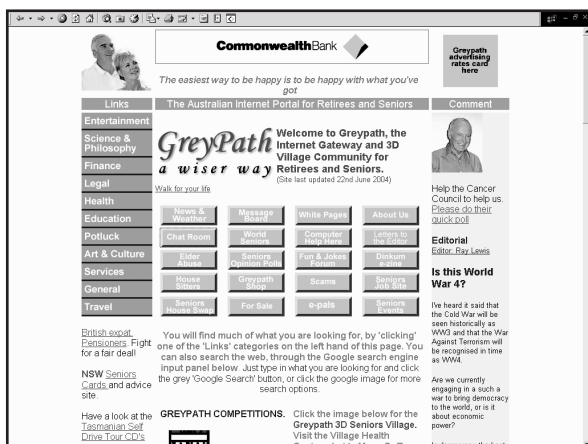 CommonwealthBank
Greypath
advertising
rates card
here
The easiest way to be happy is to be happy with what you've
got
Links
The Australian Internet Portal for Retirees and Seniors
Comment
Entertainment
Science &
Philosophy
Finance
Legal
Health
Education
Potluck
Art & Culture
Services
General
Travel
British expat
Pensioners. Fight
for a fair deal!
NSW Seniors
Cards and advice
site.
Have a look at the
Tasmanian Self
Drive Tour CD's
GreyPath
a wiser way
Walk for your life
Welcome to Greypath, the
Internet Gateway and 3D
Village Community for
Retirees and Seniors.
(Site last updated 22nd June 2004)
News &
Weather
Message
Board
White Pages
About Us
Chat Room
World
Seniors
Computer
Help Here
Letters to
the Editor
Elder
Abuse
Seniors
Opinion Polls
Fun & Jokes
Forum
Dinkum
e-zine
House
Sitters
Greypath
Shop
Scams
Seniors
Job Site
Seniors
House Swap
For Sale
e-pals
Seniors
Events
You will find much of what you are looking for, by 'clicking'
one of the 'Links' categories on the left hand of this page. You
can also search the web, through the Google search engine
input panel below. Just type in what you are looking for and click
the grey 'Google Search' button, or click the google image for more
search options.
GREYPATH COMPETITIONS.
Click the image below for the
Greypath 3D Seniors Village.
Visit the Village Health
Help the Cancer
Council to help us.
Please do their
quick poll
Editorial
Editor: Ray Lewis
Is this World
War 4?
I've heard it said that
the Cold War will be
seen historically as
WW3 and that the War
Against Terrorism will
be recognised in time
as WW4.
Are we currently
engaging in a such a
war to bring democracy
to the world, or is it
about economic
power?